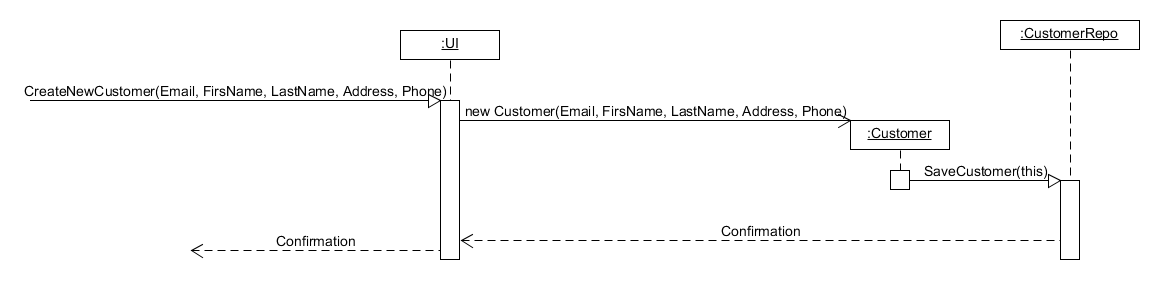 :UI
:CustomerRepo
CreateNewCustomer(Email, FirsName, LastName, Address, Phone)
new Customer(Email, FirsName, LastName, Address, Phone)
:Customer
SaveCustomer(this)
Confirmation
Confirmation